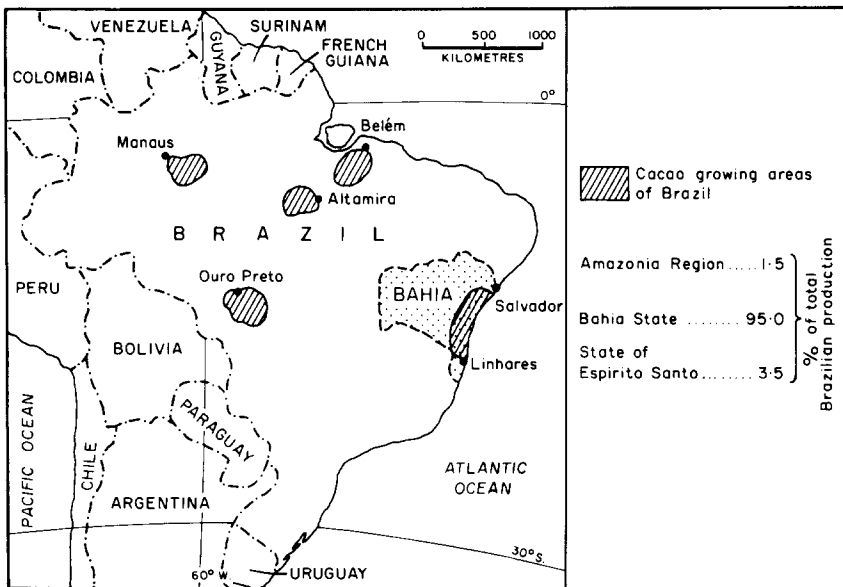 VENEZUELA
SURINAM
GUYANA
FRENCH
GUIANA
0 500 1000
KILOMETRES
COLOMBIA
0°
Belém
Manaus
Altamira
BRAZIL
Ouro Preto
PERU
BAHIA
Salvador
BOLIVIA
Linhares
PARAGUAY
PACIFIC OCEAN
CHILE
ATLANTIC
OCEAN
ARGENTINA
30°S.
60°W
URUGUAY
Cacao growing areas
of Brazil
Amazonia Region.....1·5
Bahia State ........95·0
State of
Espirito Santo.......3·5
% of total
Brazilian production